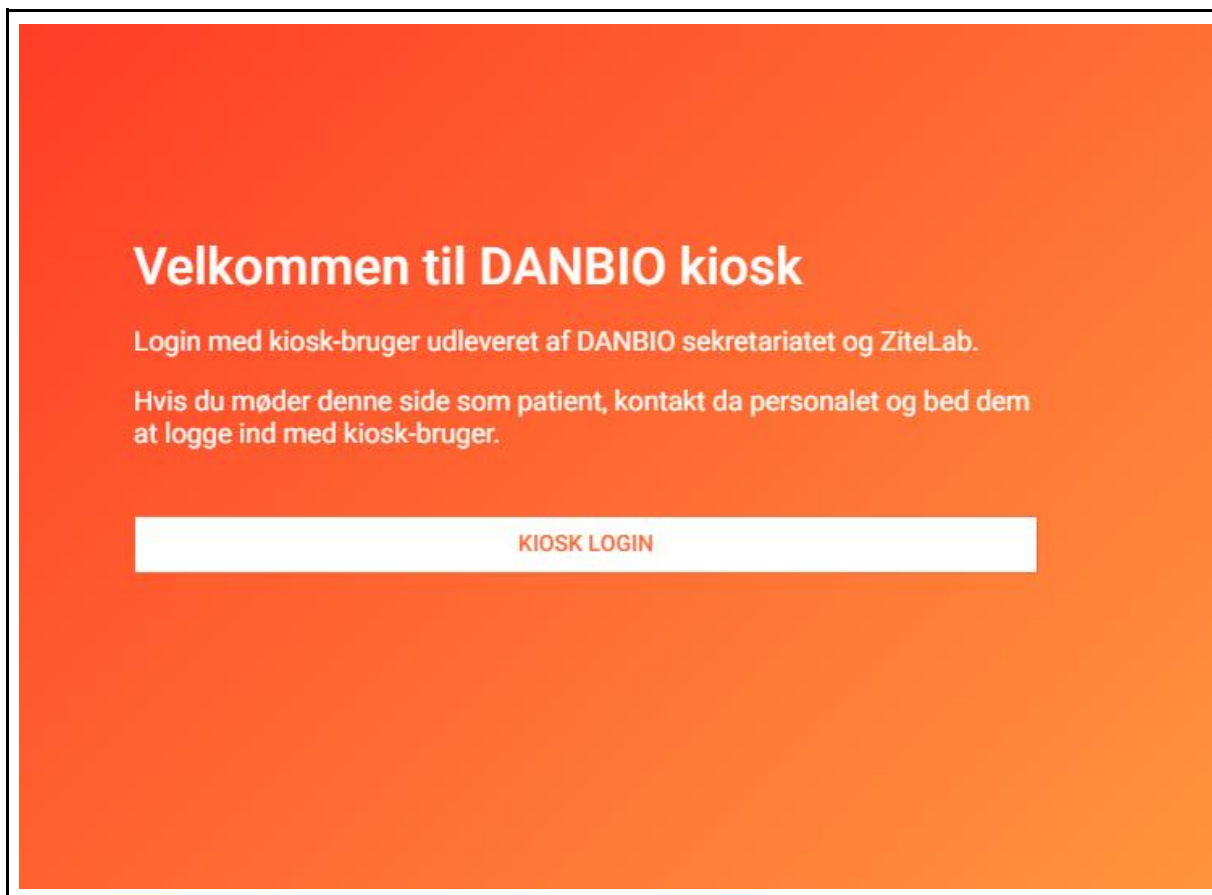 Velkommen til DANBIO kiosk
Login med kiosk-bruger udleveret af DANBIO sekretariatet og ZiteLab.
Hvis du møder denne side som patient, kontakt da personalet og bed dem
at logge ind med kiosk-bruger.
KIOSK LOGIN